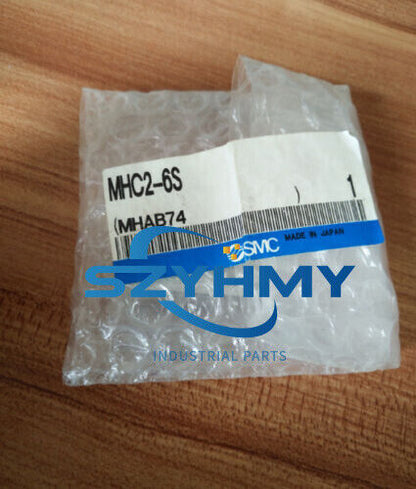 MHC2-6S
(MHAB74 ) 1
SMC MADE IN JAPAN
SZYHMY
INDUSTRIAL PARTS